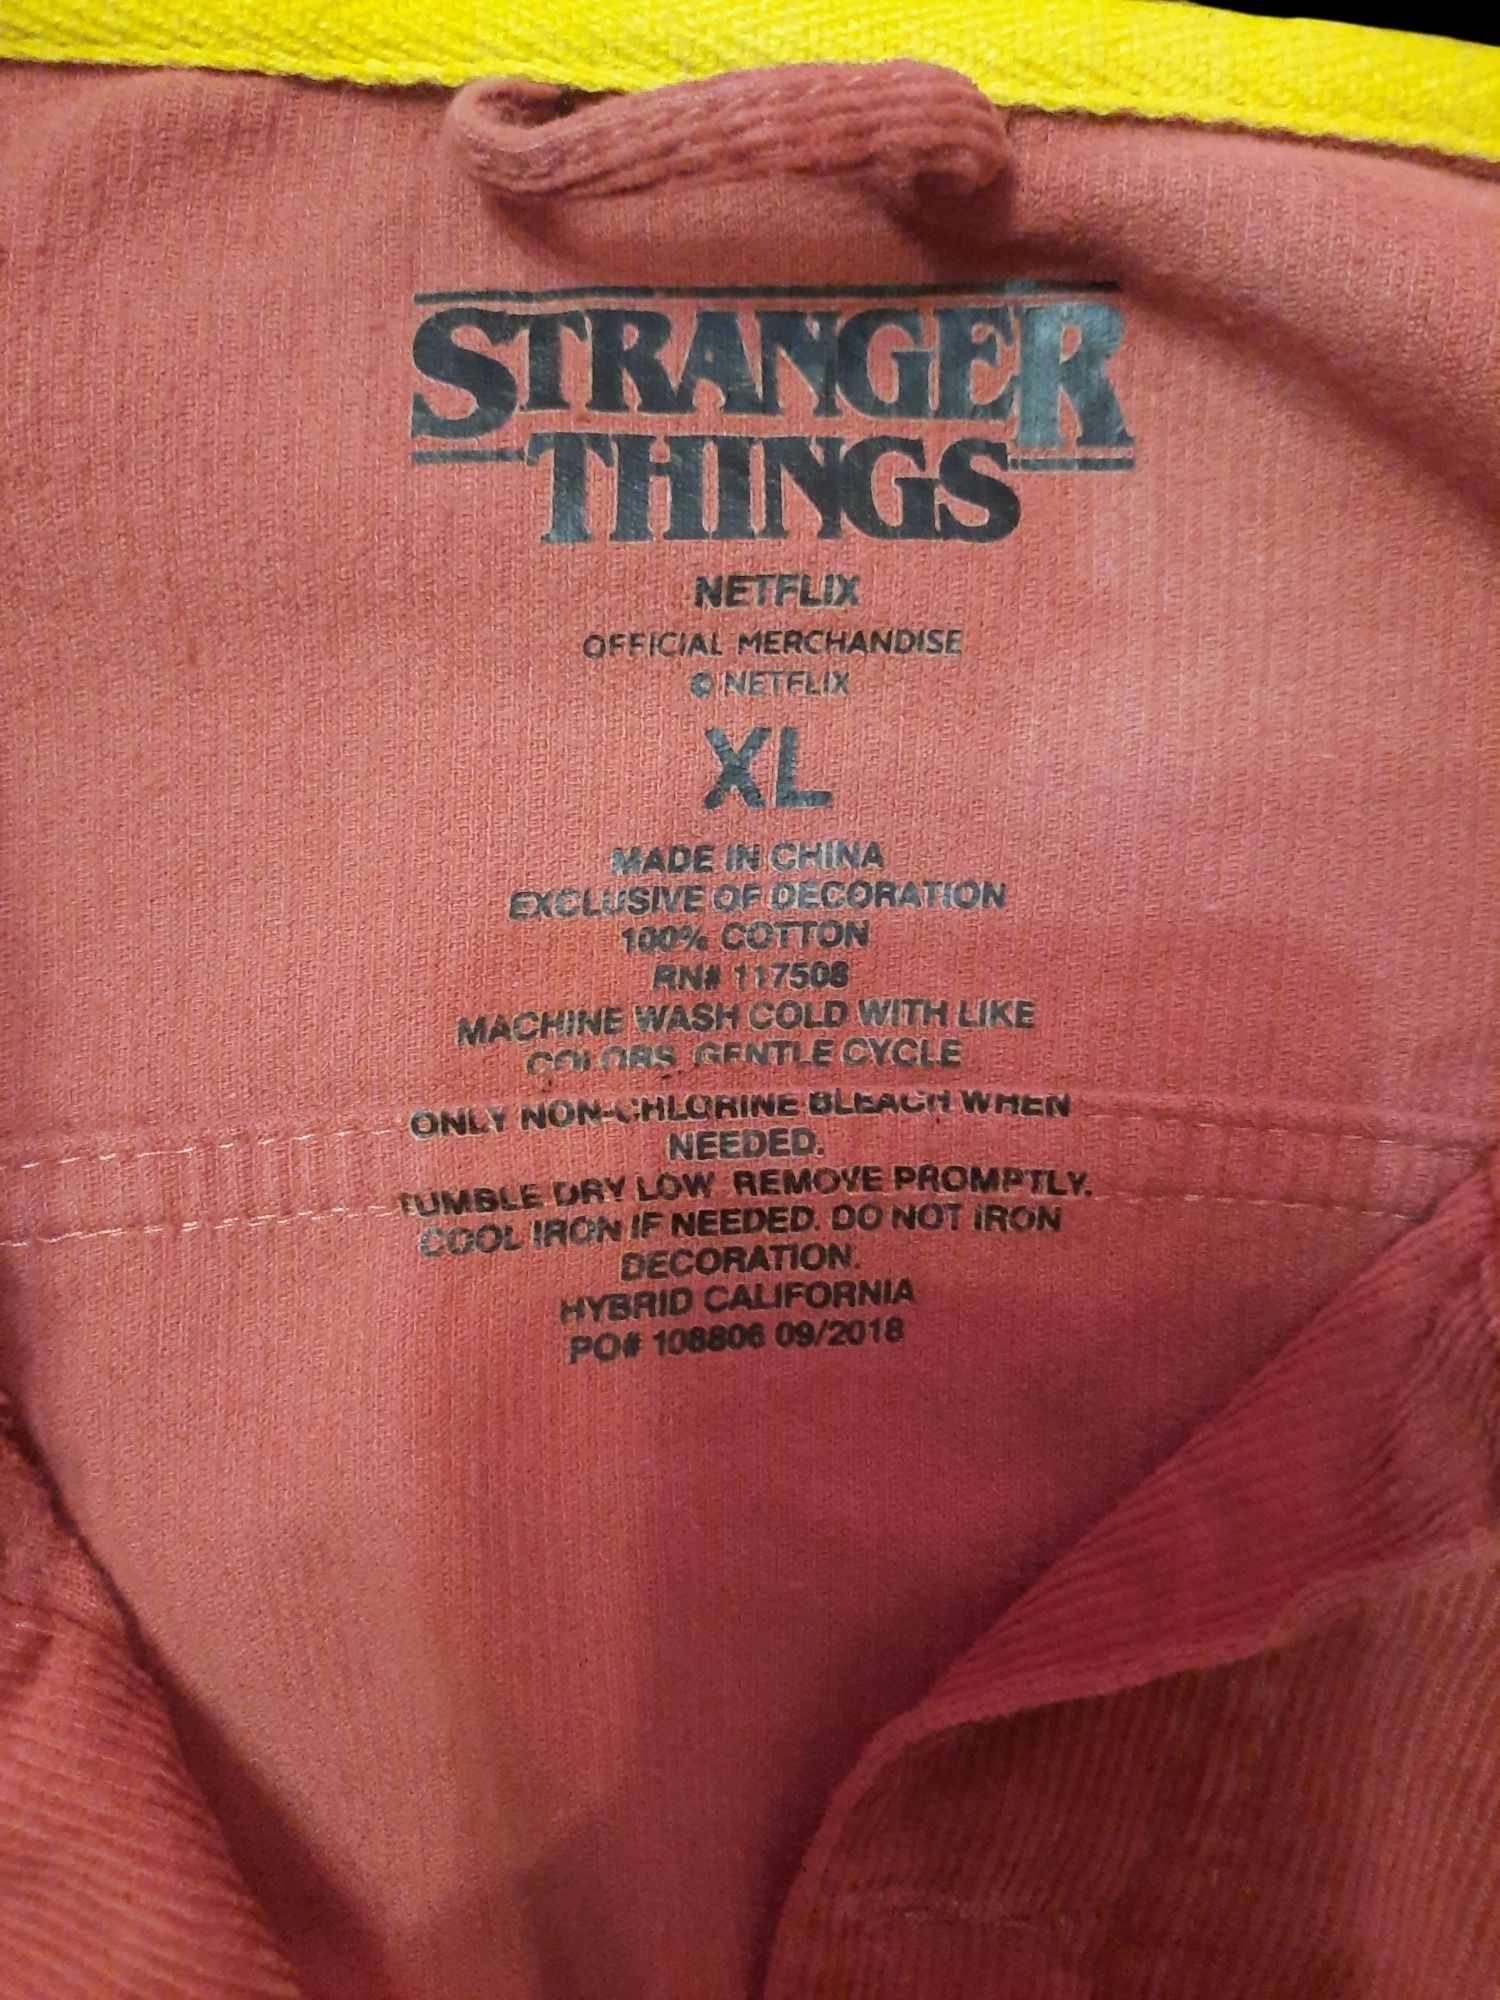 STRANGER
THINGS
NETFLIX
OFFICIAL MERCHANDISE
© NETFLIX
XL
MADE IN CHINA
EXCLUSIVE OF DECORATION
100% COTTON
RN# 117508
MACHINE WASH COLD WITH LIKE
COLORS, GENTLE CYCLE
ONLY NON-CHLORINE BLEACH WHEN
NEEDED.
TUMBLE DRY LOW REMOVE PROMPTLY.
COOL IRON IF NEEDED. DO NOT IRON
DECORATION.
HYBRID CALIFORNIA
PO# 108806 09/2018